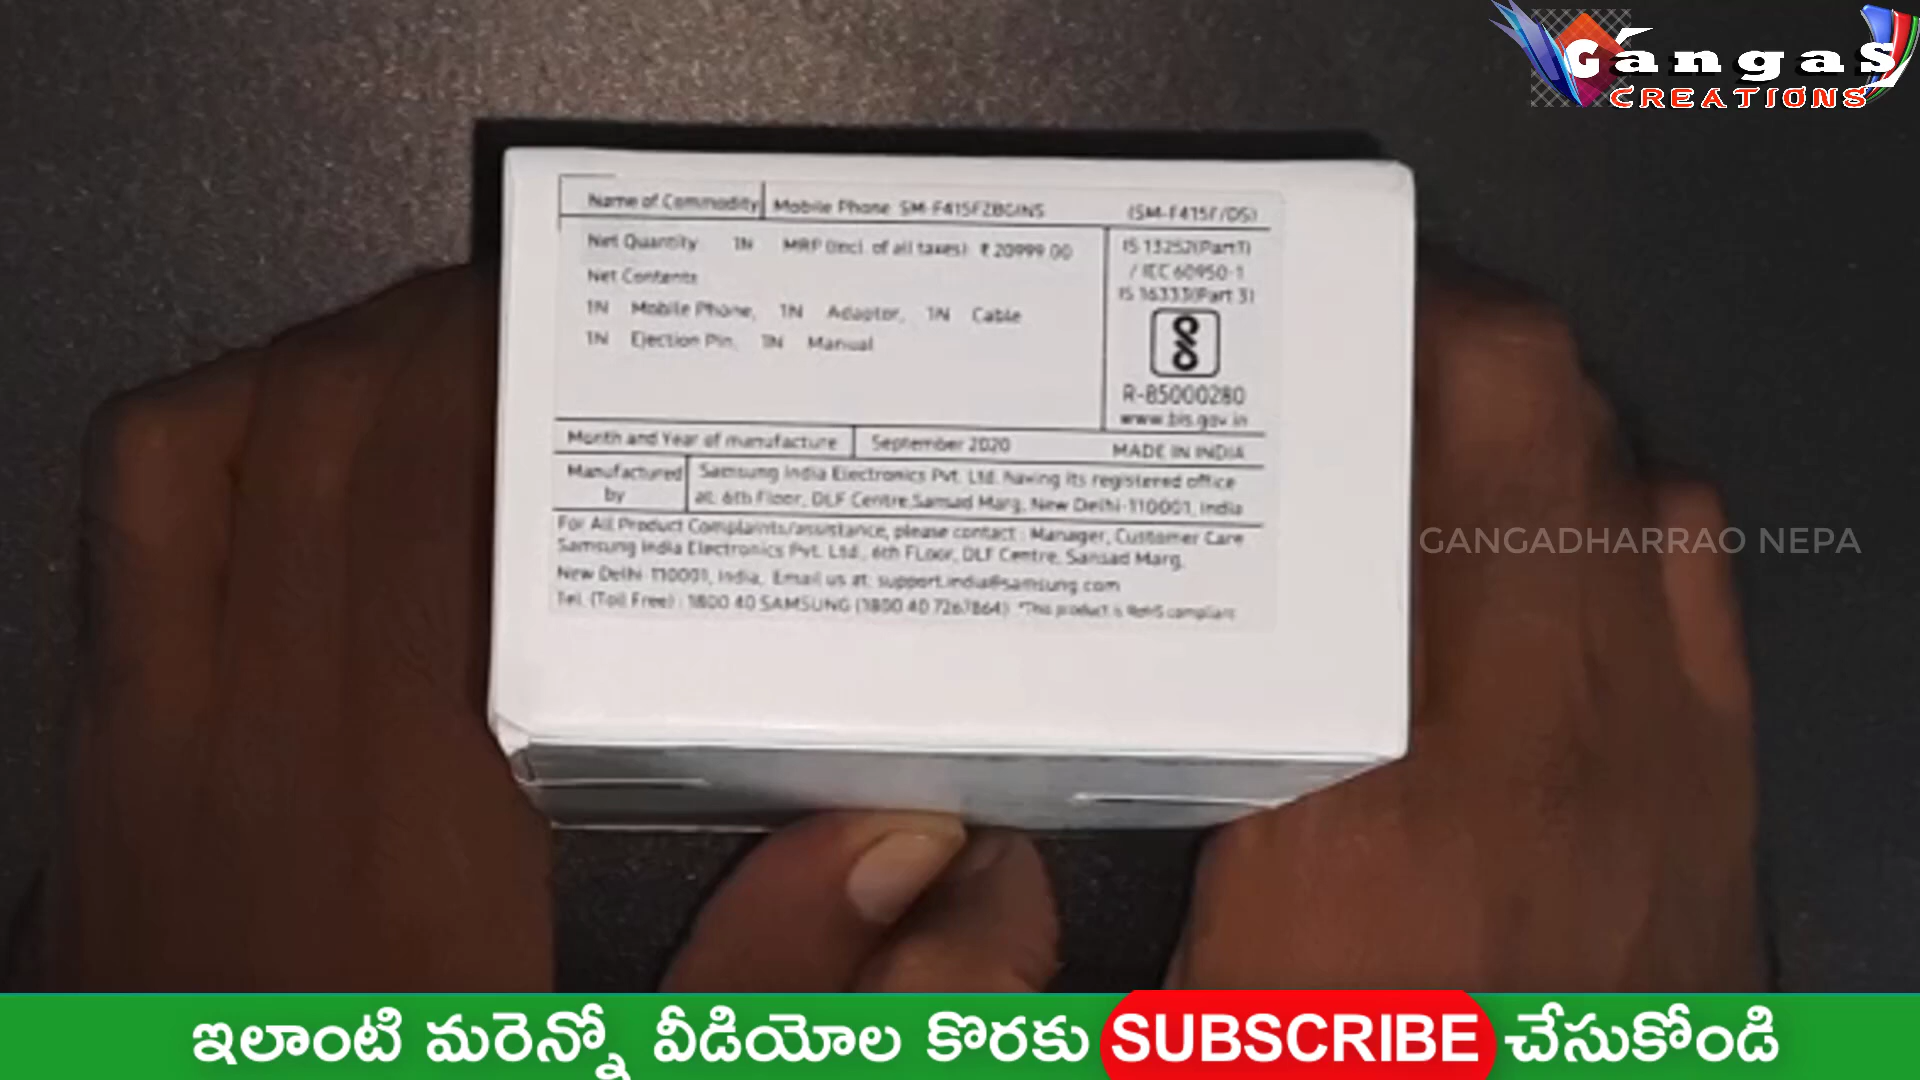 GangaS
CREATIONS
Name of Commodity Mobile Phone SM-F415FZBGINS (SM-F415F/DS)
Net Quantity 1N MRP (incl. of all taxes) ₹ 20999.00
IS 13252(Part1)
/ IEC 60950-1
IS 16333(Part 3)
Net Contents
1N Mobile Phone, 1N Adaptor, 1N Cable
1N Ejection Pin, 1N Manual
R-85000280
www.bis.gov.in
Month and Year of manufacture September 2020 MADE IN INDIA
Manufactured by
Samsung India Electronics Pvt. Ltd. having its registered office
at: 6th Floor, DLF Centre,Sansad Marg, New Delhi-110001, India
For All Product Complaints/assistance, please contact : Manager, Customer Care
Samsung India Electronics Pvt. Ltd., 6th FLoor, DLF Centre, Sansad Marg,
New Delhi-110001, India, Email us at: support.india@samsung.com
Tel. (Toll Free) : 1800 40 SAMSUNG (1800 40 7267864) *This product is RoHS compliant
GANGADHARRAO NEPA
ఇలాంటి మరెన్నో వీడియోల కొరకు SUBSCRIBE చేసుకోండి